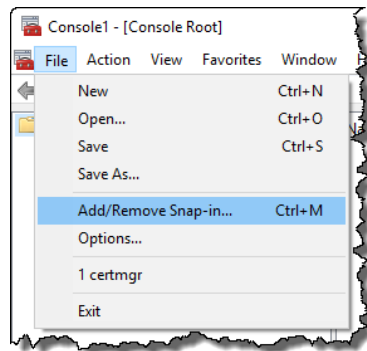 Console1 - [Console Root]
File Action View Favorites Window
New Ctrl+N
Open... Ctrl+O
Save Ctrl+S
Save As...
Add/Remove Snap-in... Ctrl+M
Options...
1 certmgr
Exit